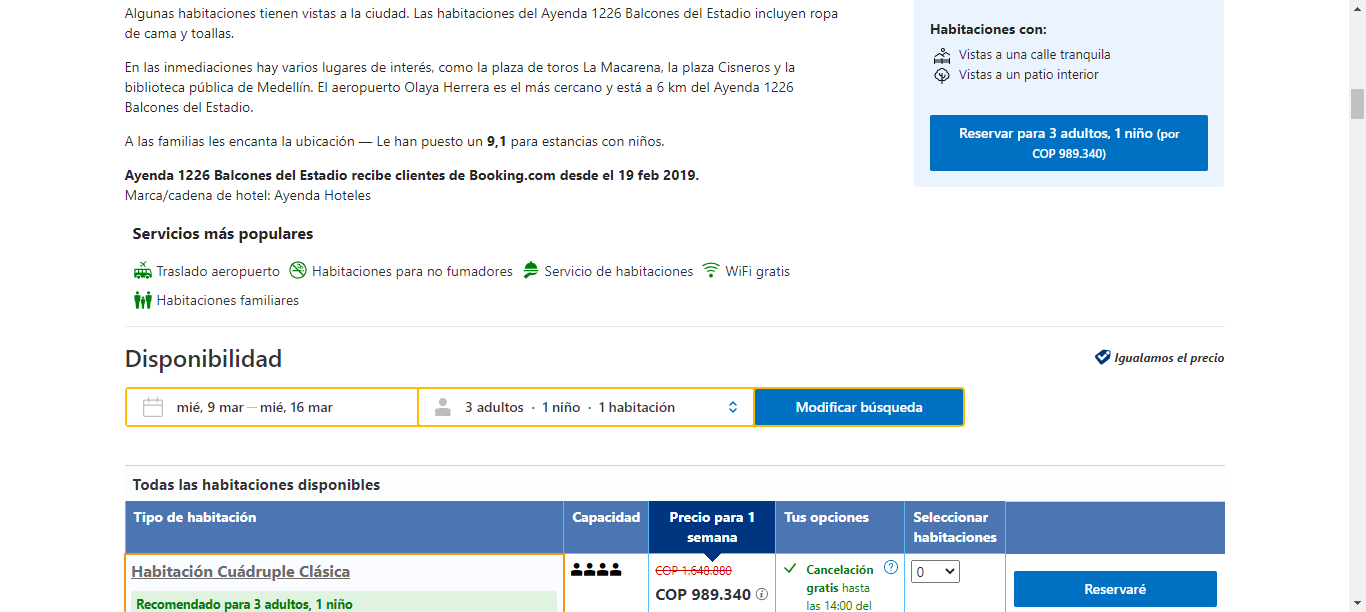 Algunas habitaciones tienen vistas a la ciudad. Las habitaciones del Ayenda 1226 Balcones del Estadio incluyen ropa
de cama y toallas.
En las inmediaciones hay varios lugares de interés, como la plaza de toros La Macarena, la plaza Cisneros y la
biblioteca pública de Medellín. El aeropuerto Olaya Herrera es el más cercano y está a 6 km del Ayenda 1226
Balcones del Estadio.
A las familias les encanta la ubicación — Le han puesto un 9,1 para estancias con niños.
Ayenda 1226 Balcones del Estadio recibe clientes de Booking.com desde el 19 feb 2019.
Marca/cadena de hotel: Ayenda Hoteles
Habitaciones con:
Vistas a una calle tranquila
Vistas a un patio interior
Reservar para 3 adultos, 1 niño (por
COP 989.340)
Servicios más populares
Traslado aeropuerto Habitaciones para no fumadores Servicio de habitaciones WiFi gratis
Habitaciones familiares
Disponibilidad
Igualamos el precio
mié, 9 mar — mié, 16 mar 3 adultos · 1 niño · 1 habitación Modificar búsqueda
Todas las habitaciones disponibles
Tipo de habitación
Capacidad
Precio para 1
semana
Tus opciones
Seleccionar
habitaciones
Habitación Cuádruple Clásica
Recomendado para 3 adultos, 1 niño
COP 1.648.880
COP 989.340
Cancelación
gratis hasta
las 14:00 del
0
Reservaré